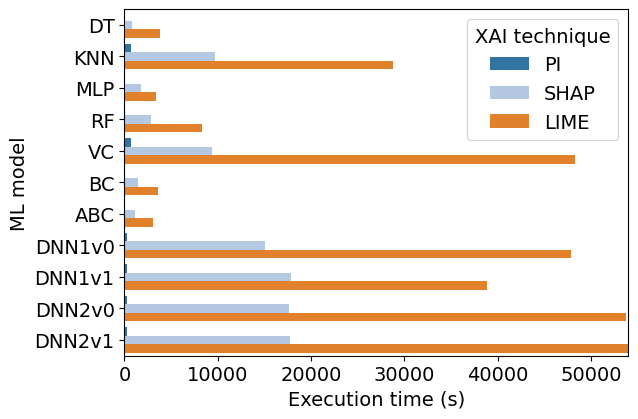 DT
KNN
MLP
RF
VC
BC
ABC
DNN1v0
DNN1v1
DNN2v0
DNN2v1
ML model
XAI technique
PI
SHAP
LIME
0 10000 20000 30000 40000 50000
Execution time (s)